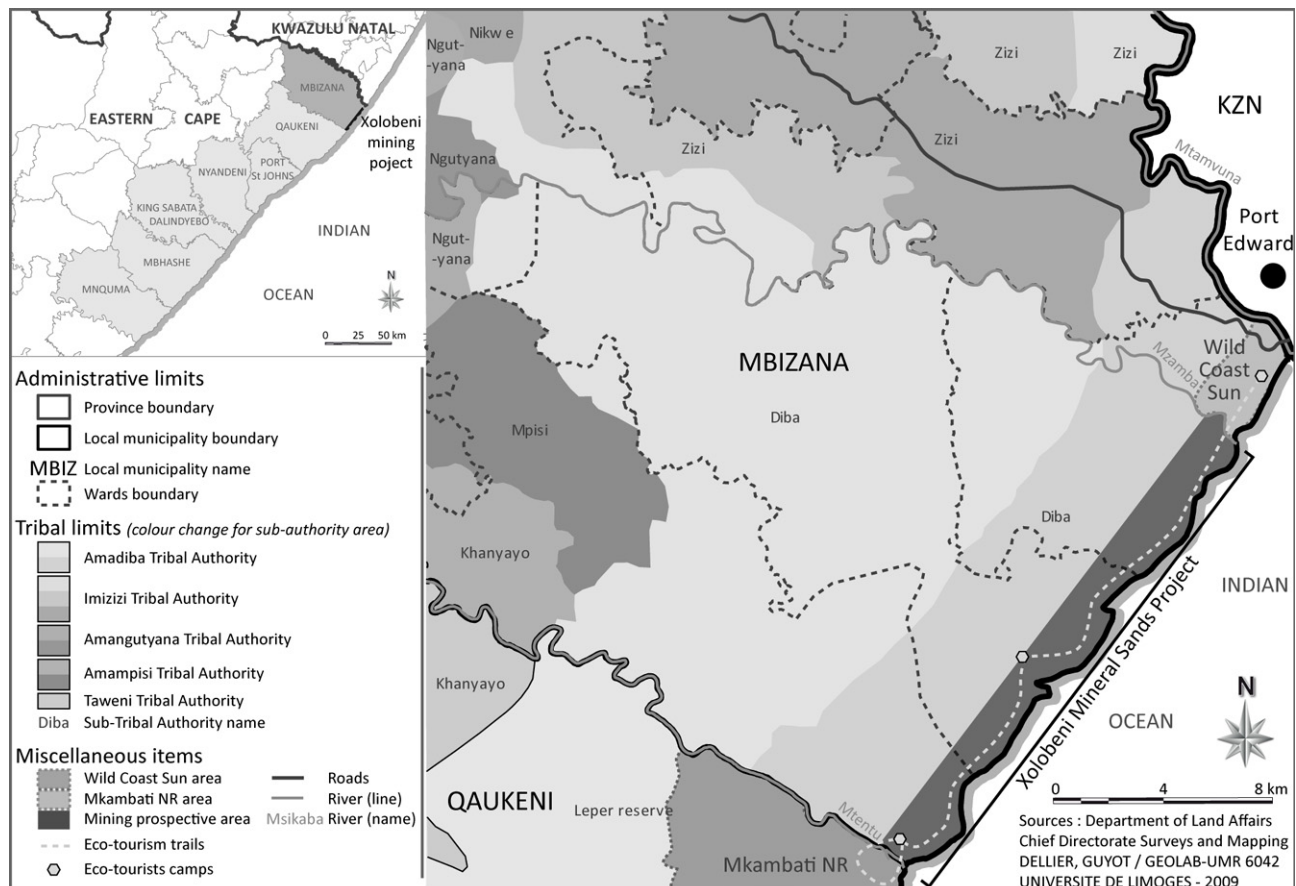 KWAZULU NATAL
MBIZANA
EASTERN CAPE
QAUKENI
Xolobeni
mining
poject
NYANDENI
PORT
St JOHNS
KING SABATA
DALINDYEBO
INDIAN
MBHASHE
OCEAN
MNQUMA
N
0 25 50 km
Administrative limits
Province boundary
Local municipality boundary
MBIZ Local municipality name
Wards boundary
Tribal limits (colour change for sub-authority area)
Amadiba Tribal Authority
Imizizi Tribal Authority
Amangutyana Tribal Authority
Amampisi Tribal Authority
Taweni Tribal Authority
Diba Sub-Tribal Authority name
Miscellaneous items
Wild Coast Sun area
Mkambati NR area
Mining prospective area
Eco-tourism trails
Eco-tourists camps
Roads
River (line)
Msikaba River (name)
Nikw e
Ngut-
-yana
Zizi
Zizi
KZN
Zizi
Zizi
Mtamvuna
Ngutyana
Port
Edward
Ngut-
-yana
MBIZANA
Mzamba
Wild
Coast
Sun
Diba
Mpisi
Diba
Khanyayo
INDIAN
Khanyayo
Xolobeni Mineral Sands Project
OCEAN
N
QAUKENI
Leper reserve
Mtentu
Mkambati NR
0 4 8 km
Sources : Department of Land Affairs
Chief Directorate Surveys and Mapping
DELLIER, GUYOT / GEOLAB-UMR 6042
UNIVERSITE DE LIMOGES - 2009